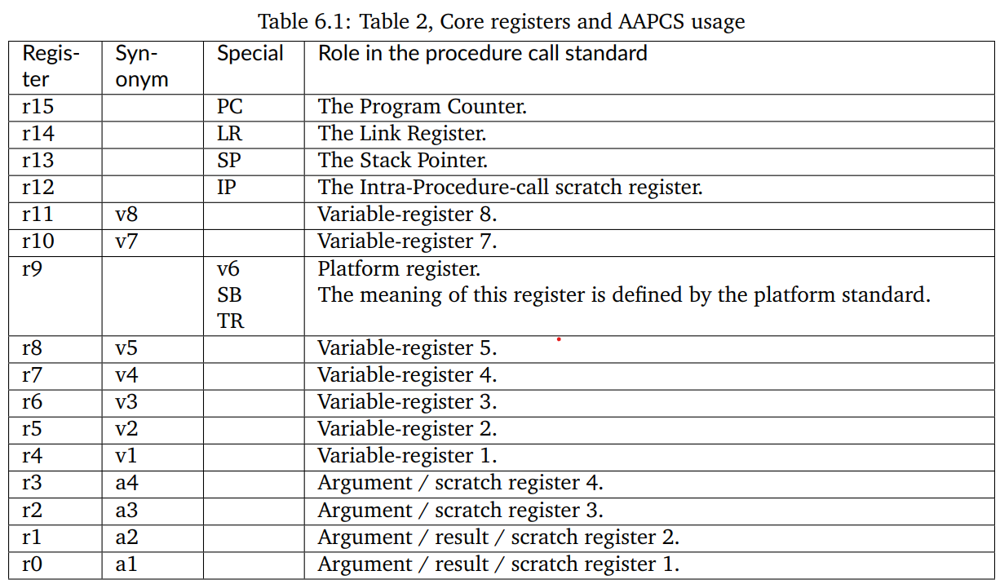 Table 6.1: Table 2, Core registers and AAPCS usage
Regis- Syn- Special Role in the procedure call standard
ter onym
r15 PC The Program Counter.
r14 LR The Link Register.
r13 SP The Stack Pointer.
r12 IP The Intra-Procedure-call scratch register.
r11 v8 Variable-register 8.
r10 v7 Variable-register 7.
r9 v6 Platform register.
SB The meaning of this register is defined by the platform standard.
TR
r8 v5 Variable-register 5.
r7 v4 Variable-register 4.
r6 v3 Variable-register 3.
r5 v2 Variable-register 2.
r4 v1 Variable-register 1.
r3 a4 Argument / scratch register 4.
r2 a3 Argument / scratch register 3.
r1 a2 Argument / result / scratch register 2.
r0 a1 Argument / result / scratch register 1.